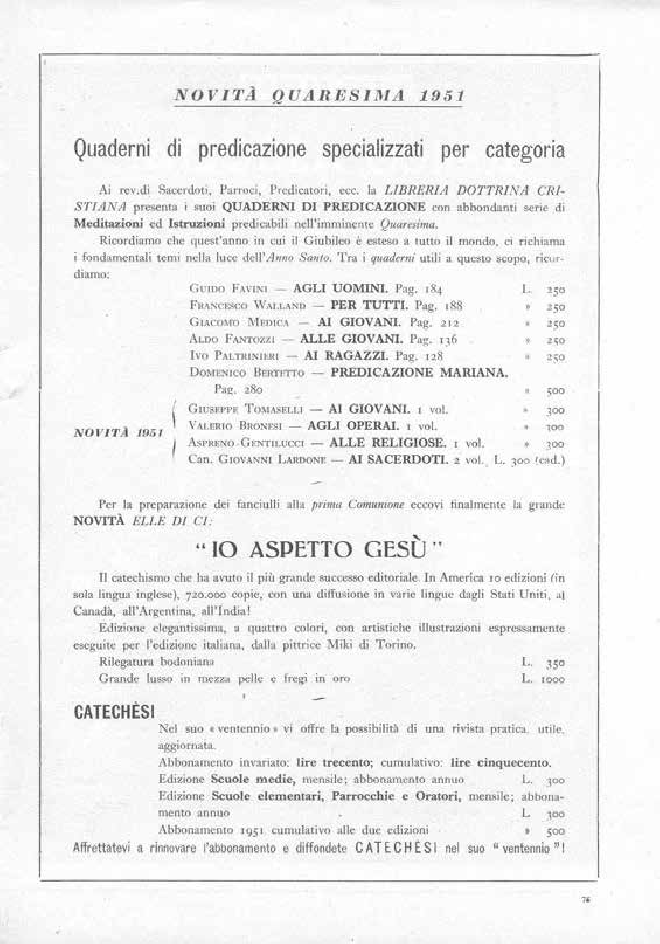 NOVITÀ QUARESIMA 1951
Quaderni di predicazione specializzati per categoria
Ai rev.di Sacerdoti, Parroci, Predicatori, ecc. la LIBRERIA DOTTRINA CRI-
STIANA presenta i suoi QUADERNI DI PREDICAZIONE con abbondanti serie di
Meditazioni ed Istruzioni predicabili nell'imminente Quaresima.
Ricordiamo che quest'anno in cui il Giubileo è esteso a tutto il mondo, ci richiama
i fondamentali temi nella luce dell'Anno Santo. Tra i quaderni utili a questo scopo, ricor-
diamo:
GUIDO FAVINI — AGLI UOMINI. Pag. 184 L. 250
FRANCESCO WALLAND — PER TUTTI. Pag. 188 » 250
GIACOMO MEDICA — AI GIOVANI. Pag. 212 » 250
ALDO FANTOZZI — ALLE GIOVANI. Pag. 136 » 250
IVO PALTRINIERI — AI RAGAZZI. Pag. 128 » 250
DOMENICO BERTETTO — PREDICAZIONE MARIANA.
Pag. 280 » 500
GIUSEPPE TOMASELLI — AI GIOVANI. 1 vol. » 300
NOVITÀ 1951 VALERIO BRONESI — AGLI OPERAI. 1 vol. » 300
ASPRENO GENTILUCCI — ALLE RELIGIOSE. 1 vol. » 300
Can. GIOVANNI LARDONE — AI SACERDOTI. 2 vol. L. 300 (cad.)
Per la preparazione dei fanciulli alla prima Comunione eccovi finalmente la grande
NOVITÀ ELLE DI CI:
"IO ASPETTO GESÙ"
Il catechismo che ha avuto il più grande successo editoriale. In America 10 edizioni (in
sola lingua inglese), 720.000 copie, con una diffusione in varie lingue dagli Stati Uniti, al
Canadà, all'Argentina, all'India!
Edizione elegantissima, a quattro colori, con artistiche illustrazioni espressamente
eseguite per l'edizione italiana, dalla pittrice Miki di Torino.
Rilegatura bodoniana L. 350
Grande lusso in mezza pelle e fregi in oro L. 1000
CATECHÈSI
Nel suo « ventennio » vi offre la possibilità di una rivista pratica, utile,
aggiornata.
Abbonamento invariato: lire trecento; cumulativo: lire cinquecento.
Edizione Scuole medie, mensile; abbonamento annuo L. 300
Edizione Scuole elementari, Parrocchie e Oratori, mensile; abbona-
mento annuo L 300
Abbonamento 1951 cumulativo alle due edizioni » 500
Affrettatevi a rinnovare l'abbonamento e diffondete CATECHÈSI nel suo "ventennio"!